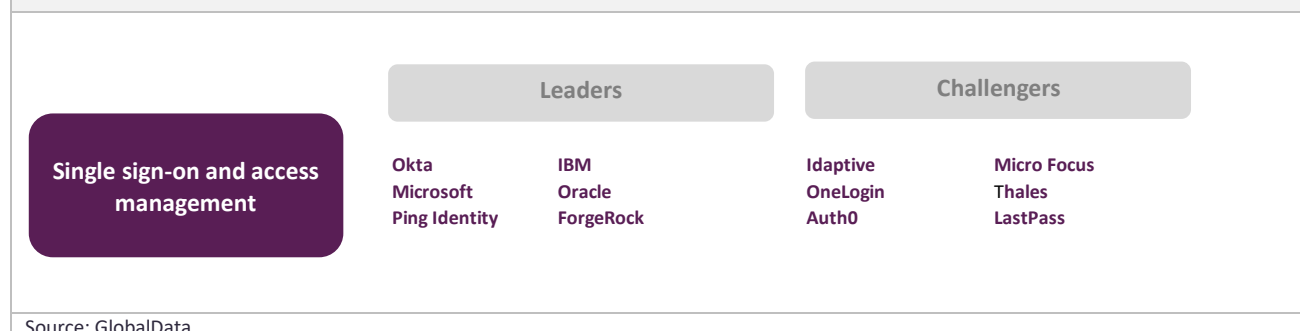 Leaders
Challengers
Single sign-on and access
management
Okta
Microsoft
Ping Identity
IBM
Oracle
ForgeRock
Idaptive
OneLogin
Auth0
Micro Focus
Thales
LastPass
Source: GlobalData